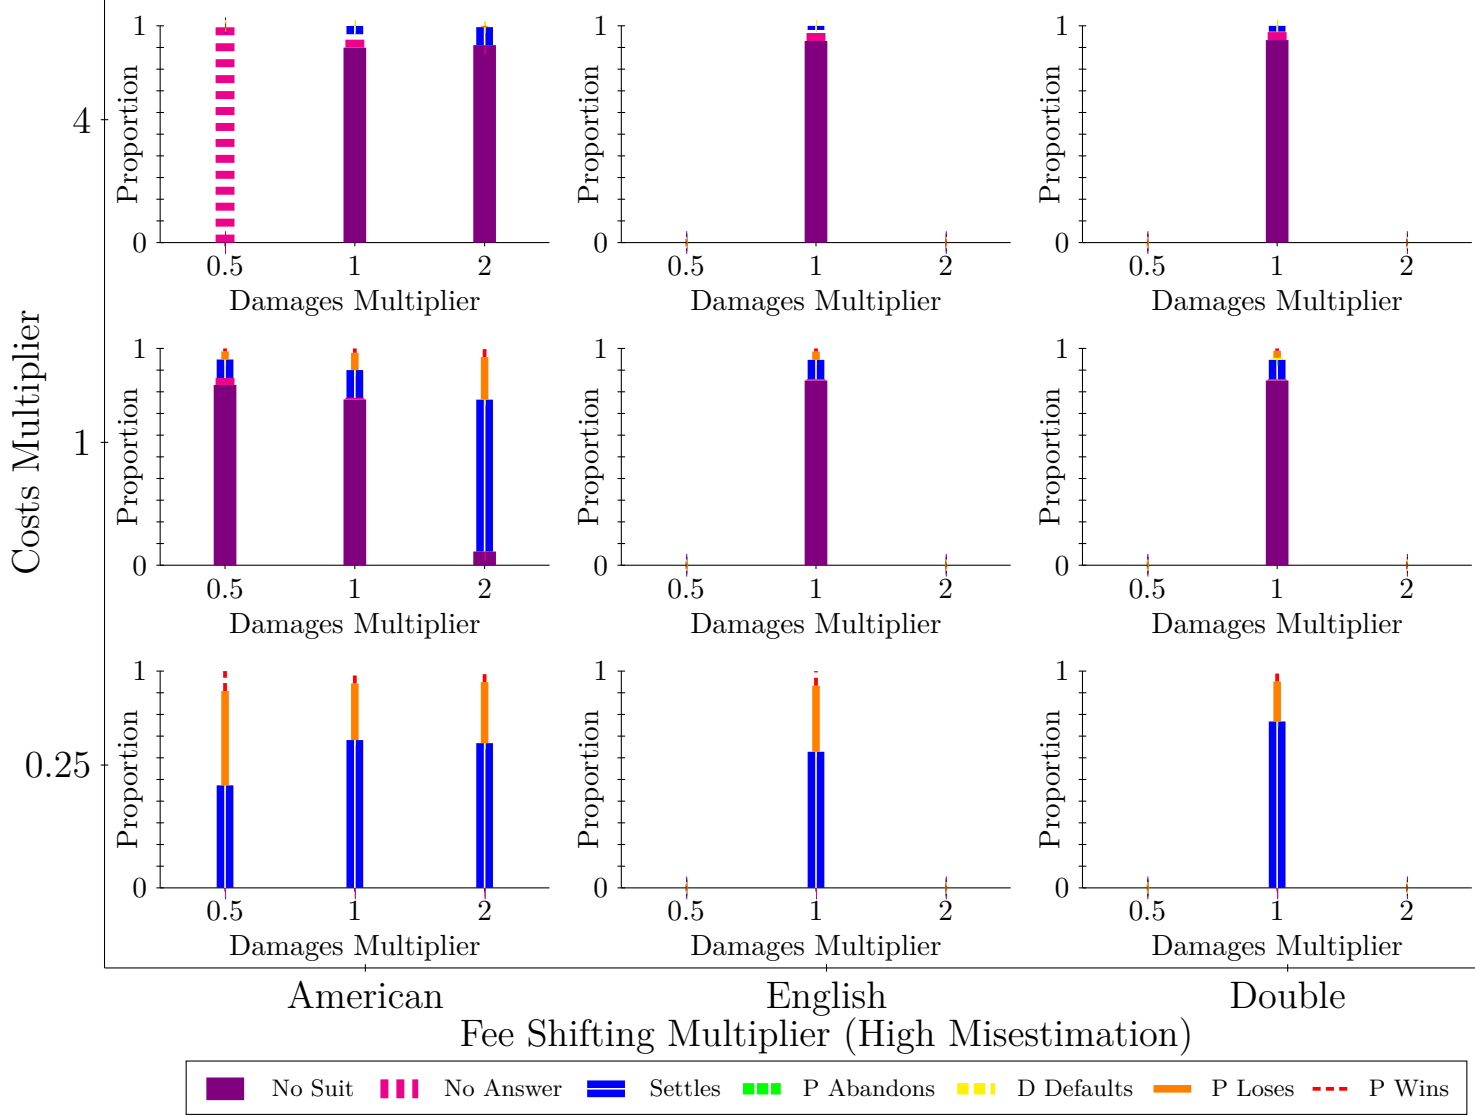 Costs Multiplier
4
1
0.25
Proportion
1
0
0.5 1 2
Damages Multiplier
Proportion
1
0
0.5 1 2
Damages Multiplier
Proportion
1
0
0.5 1 2
Damages Multiplier
Proportion
1
0
0.5 1 2
Damages Multiplier
Proportion
1
0
0.5 1 2
Damages Multiplier
Proportion
1
0
0.5 1 2
Damages Multiplier
Proportion
1
0
0.5 1 2
Damages Multiplier
Proportion
1
0
0.5 1 2
Damages Multiplier
Proportion
1
0
0.5 1 2
Damages Multiplier
American English Double
Fee Shifting Multiplier (High Misestimation)
No Suit No Answer Settles P Abandons D Defaults P Loses P Wins